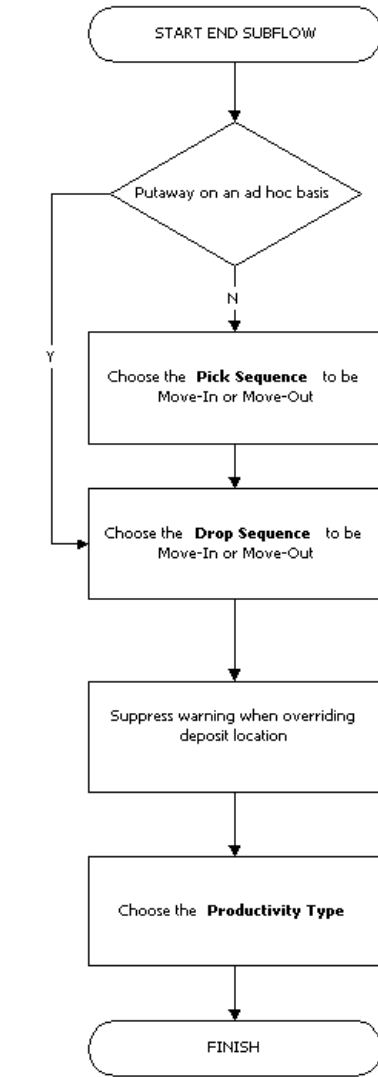 START END SUBFLOW
Putaway on an ad hoc basis
N
Y
Choose the Pick Sequence to be
Move-In or Move-Out
Choose the Drop Sequence to be
Move-In or Move-Out
Suppress warning when overriding
deposit location
Choose the Productivity Type
FINISH